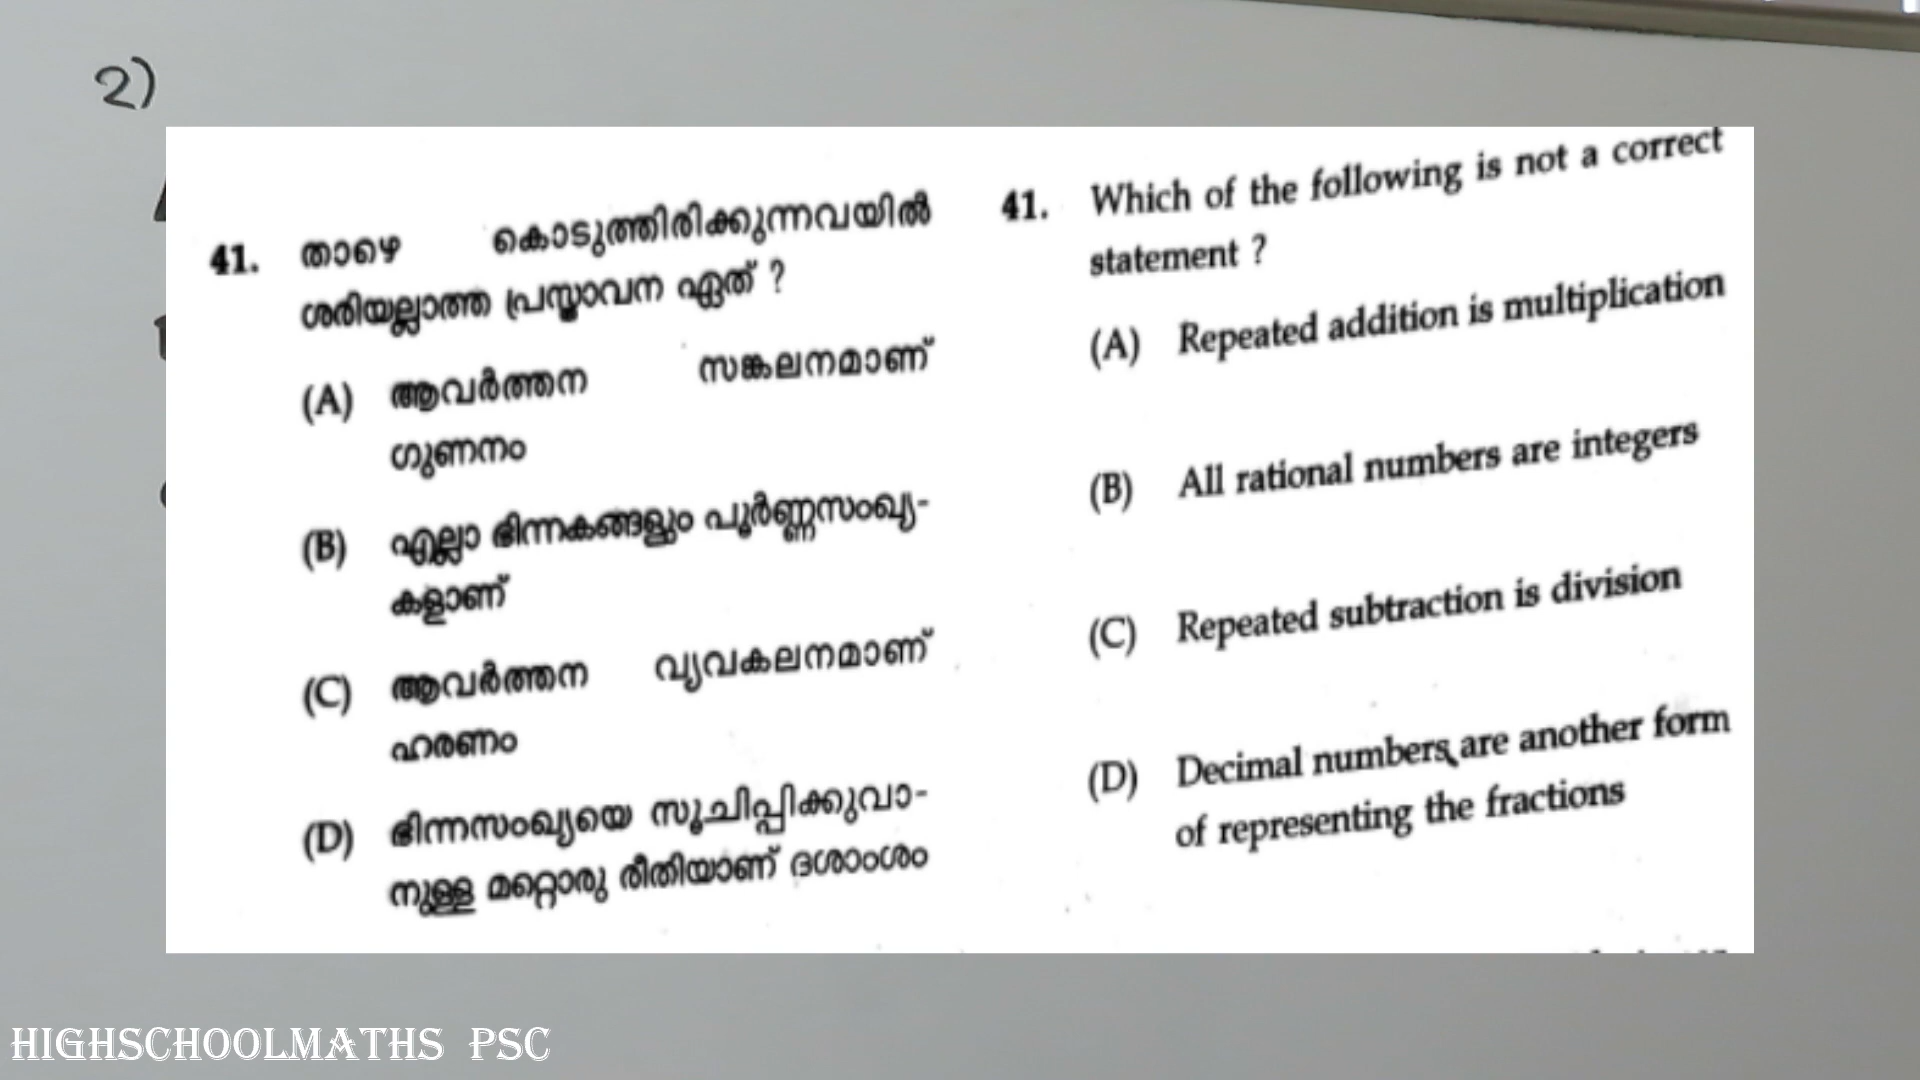 2)
41. താഴെ കൊടുത്തിരിക്കുന്നവയിൽ
ശരിയല്ലാത്ത പ്രസ്താവന ഏത് ?
(A) ആവർത്തന സങ്കലനമാണ്
ഗുണനം
(B) എല്ലാ ഭിന്നകങ്ങളും പൂർണ്ണസംഖ്യ-
കളാണ്
(C) ആവർത്തന വ്യവകലനമാണ്
ഹരണം
(D) ഭിന്നസംഖ്യയെ സൂചിപ്പിക്കുവാ-
നുള്ള മറ്റൊരു രീതിയാണ് ദശാംശം
41. Which of the following is not a correct
statement ?
(A) Repeated addition is multiplication
(B) All rational numbers are integers
(C) Repeated subtraction is division
(D) Decimal numbers are another form
of representing the fractions
HIGHSCHOOLMATHS PSC